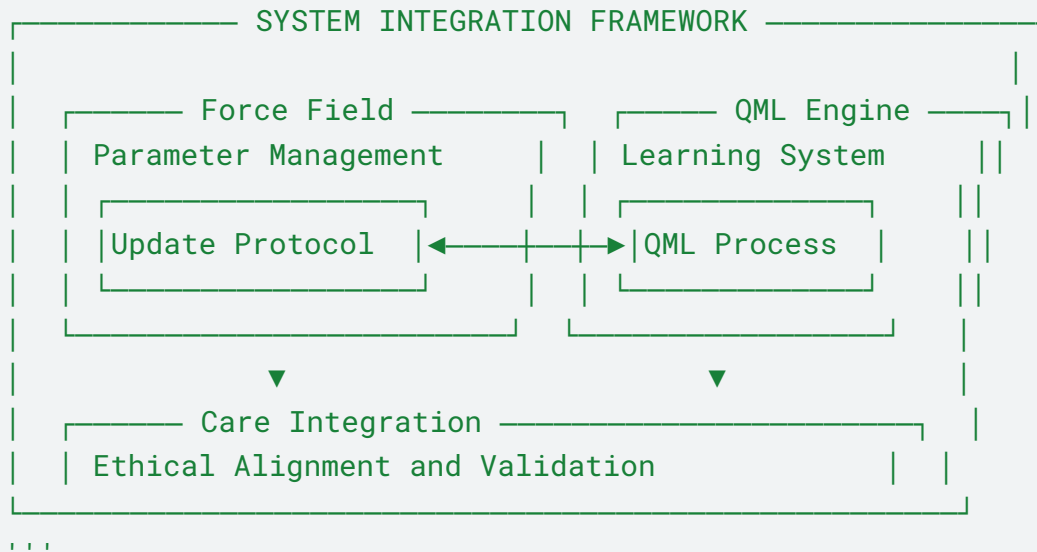 SYSTEM INTEGRATION FRAMEWORK
Force Field QML Engine
Parameter Management Learning System
Update Protocol QML Process
Care Integration
Ethical Alignment and Validation
'''